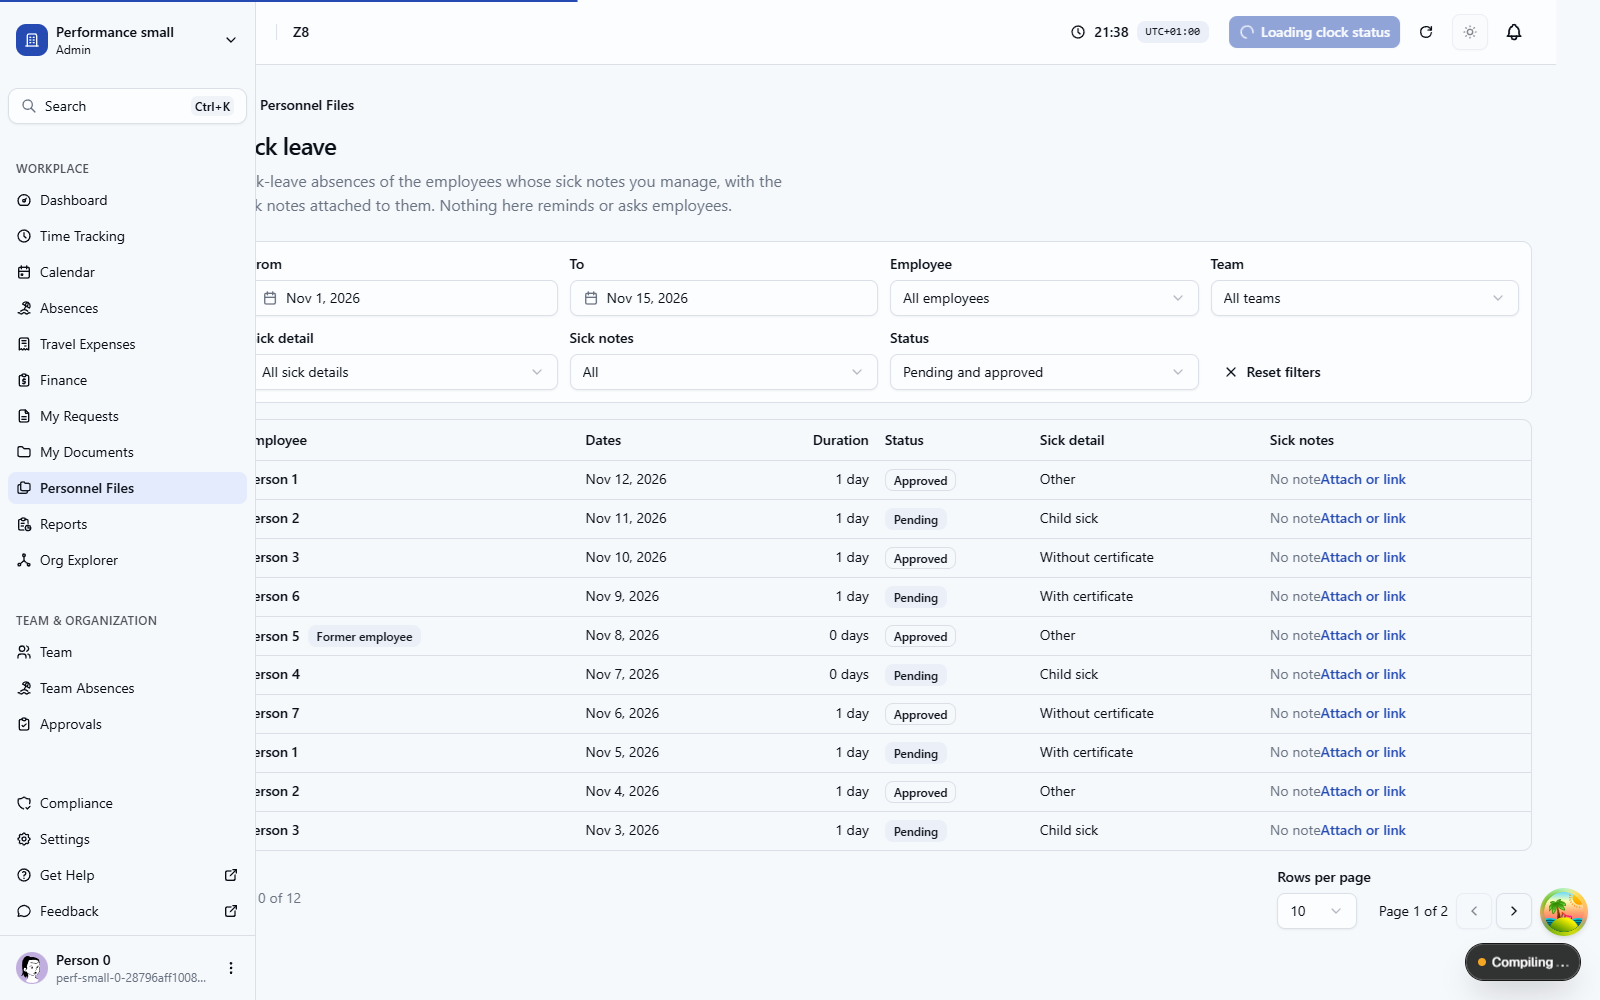 Performance small
Admin
Z8
21:38
UTC+01:00
Loading clock status
Search
Ctrl+K
WORKPLACE
Dashboard
Time Tracking
Calendar
Absences
Travel Expenses
Finance
My Requests
My Documents
Personnel Files
Reports
Org Explorer
TEAM & ORGANIZATION
Team
Team Absences
Approvals
Compliance
Settings
Get Help
Feedback
Person 0
perf-small-0-28796aff1008...
Personnel Files
ck leave
k-leave absences of the employees whose sick notes you manage, with the
k notes attached to them. Nothing here reminds or asks employees.
rom To Employee Team
Nov 1, 2026 Nov 15, 2026 All employees All teams
ick detail Sick notes Status
All sick details All Pending and approved Reset filters
mployee Dates Duration Status Sick detail Sick notes
erson 1 Nov 12, 2026 1 day Approved Other No noteAttach or link
erson 2 Nov 11, 2026 1 day Pending Child sick No noteAttach or link
erson 3 Nov 10, 2026 1 day Approved Without certificate No noteAttach or link
erson 6 Nov 9, 2026 1 day Pending With certificate No noteAttach or link
erson 5 Former employee Nov 8, 2026 0 days Approved Other No noteAttach or link
erson 4 Nov 7, 2026 0 days Pending Child sick No noteAttach or link
erson 7 Nov 6, 2026 1 day Approved Without certificate No noteAttach or link
erson 1 Nov 5, 2026 1 day Pending With certificate No noteAttach or link
erson 2 Nov 4, 2026 1 day Approved Other No noteAttach or link
erson 3 Nov 3, 2026 1 day Pending Child sick No noteAttach or link
0 of 12
Rows per page
10 Page 1 of 2
Compiling ...